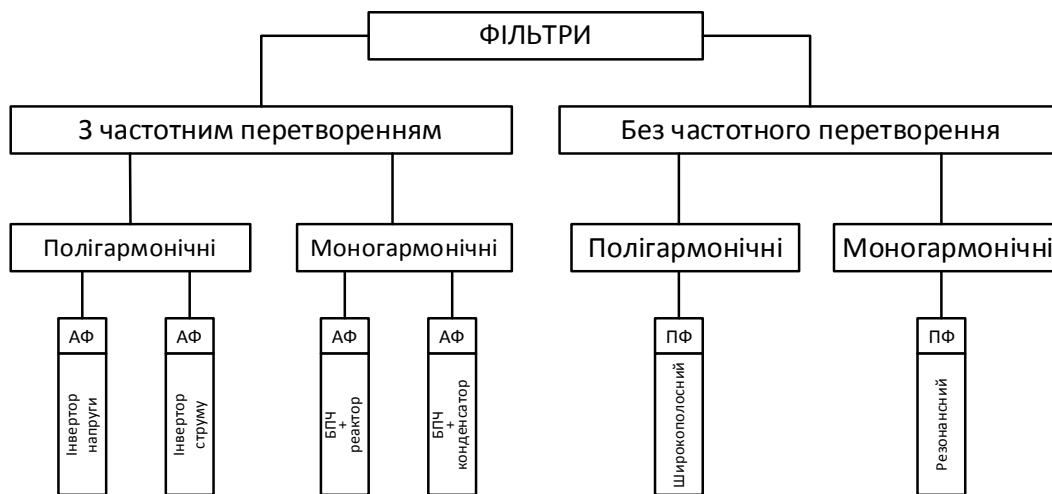 ФІЛЬТРИ
З частотним перетворенням
Без частотного перетворення
Полігармонічні
Моногармонічні
Полігармонічні
Моногармонічні
АФ
АФ
АФ
АФ
ПФ
ПФ
Інвертор
напруги
Інвертор
струму
БПЧ
+
реактор
БПЧ
+
конденсатор
Широкополосний
Резонансний